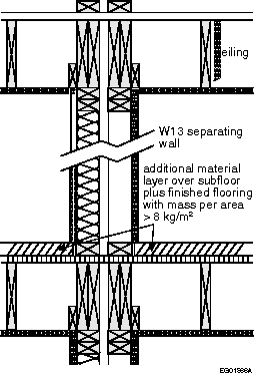 eiling
W13 separating
wall
additional material
layer over subfloor
plus finished flooring
with mass per area
> 8 kg/m²
EG01366A